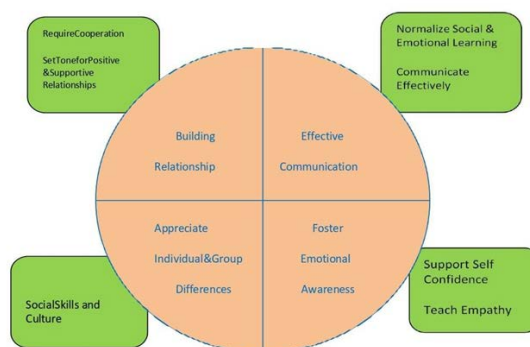 RequireCooperation
SetToneforPositive
&Supportive
Relationships
Normalize Social &
Emotional Learning
Communicate
Effectively
Building
Relationship
Effective
Communication
Appreciate
Individual&Group
Differences
Foster
Emotional
Awareness
SocialSkills and
Culture
Support Self
Confidence
Teach Empathy